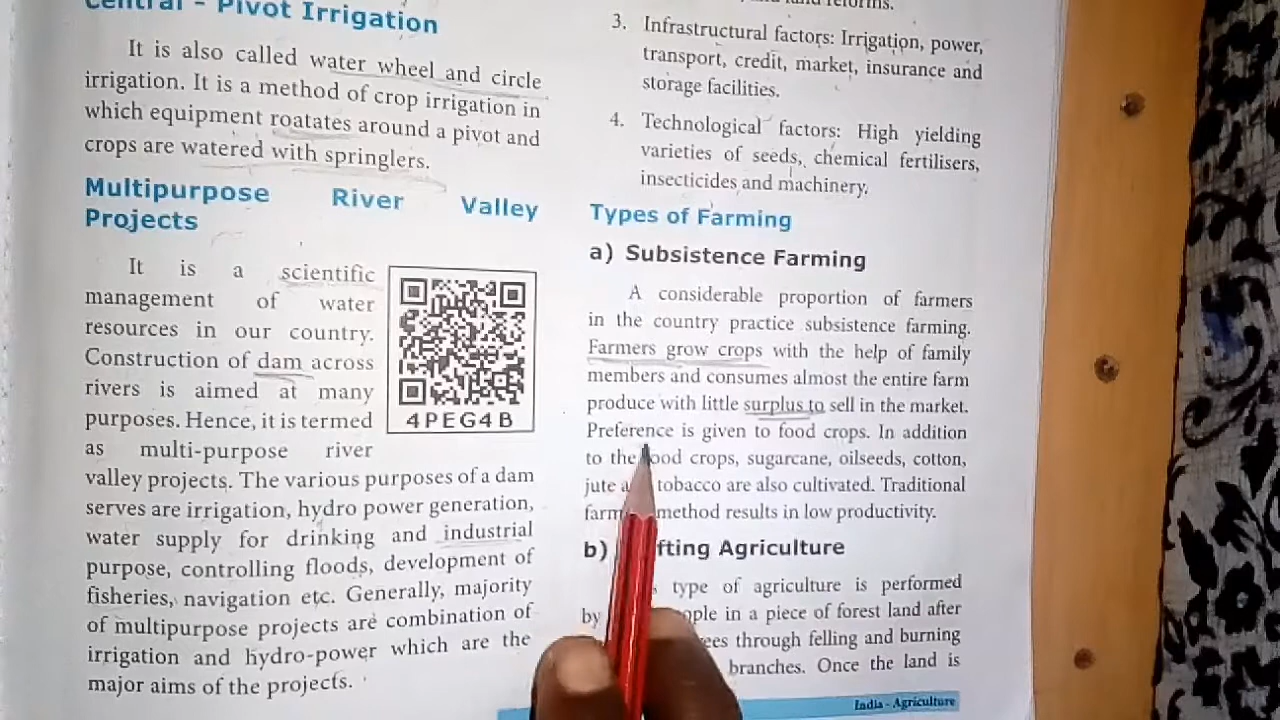 Central - Pivot Irrigation
It is also called water wheel and circle
irrigation. It is a method of crop irrigation in
which equipment roatates around a pivot and
crops are watered with springlers.
Multipurpose River Valley
Projects
It is a scientific
management of water
resources in our country.
Construction of dam across
rivers is aimed at many
purposes. Hence, it is termed
as multi-purpose river
4PEG4B
valley projects. The various purposes of a dam
serves are irrigation, hydro power generation,
water supply for drinking and industrial
purpose, controlling floods, development of
fisheries, navigation etc. Generally, majority
of multipurpose projects are combination of
irrigation and hydro-power which are the
major aims of the projects.
reforms.
3. Infrastructural factors: Irrigation, power,
transport, credit, market, insurance and
storage facilities.
4. Technological factors: High yielding
varieties of seeds, chemical fertilisers,
insecticides and machinery.
Types of Farming
a) Subsistence Farming
A considerable proportion of farmers
in the country practice subsistence farming.
Farmers grow crops with the help of family
members and consumes almost the entire farm
produce with little surplus to sell in the market.
Preference is given to food crops. In addition
to the food crops, sugarcane, oilseeds, cotton,
jute tobacco are also cultivated. Traditional
method results in low productivity.
b) Agriculture
type of agriculture is performed
by in a piece of forest land after
through felling and burning
branches. Once the land is
India - Agriculture